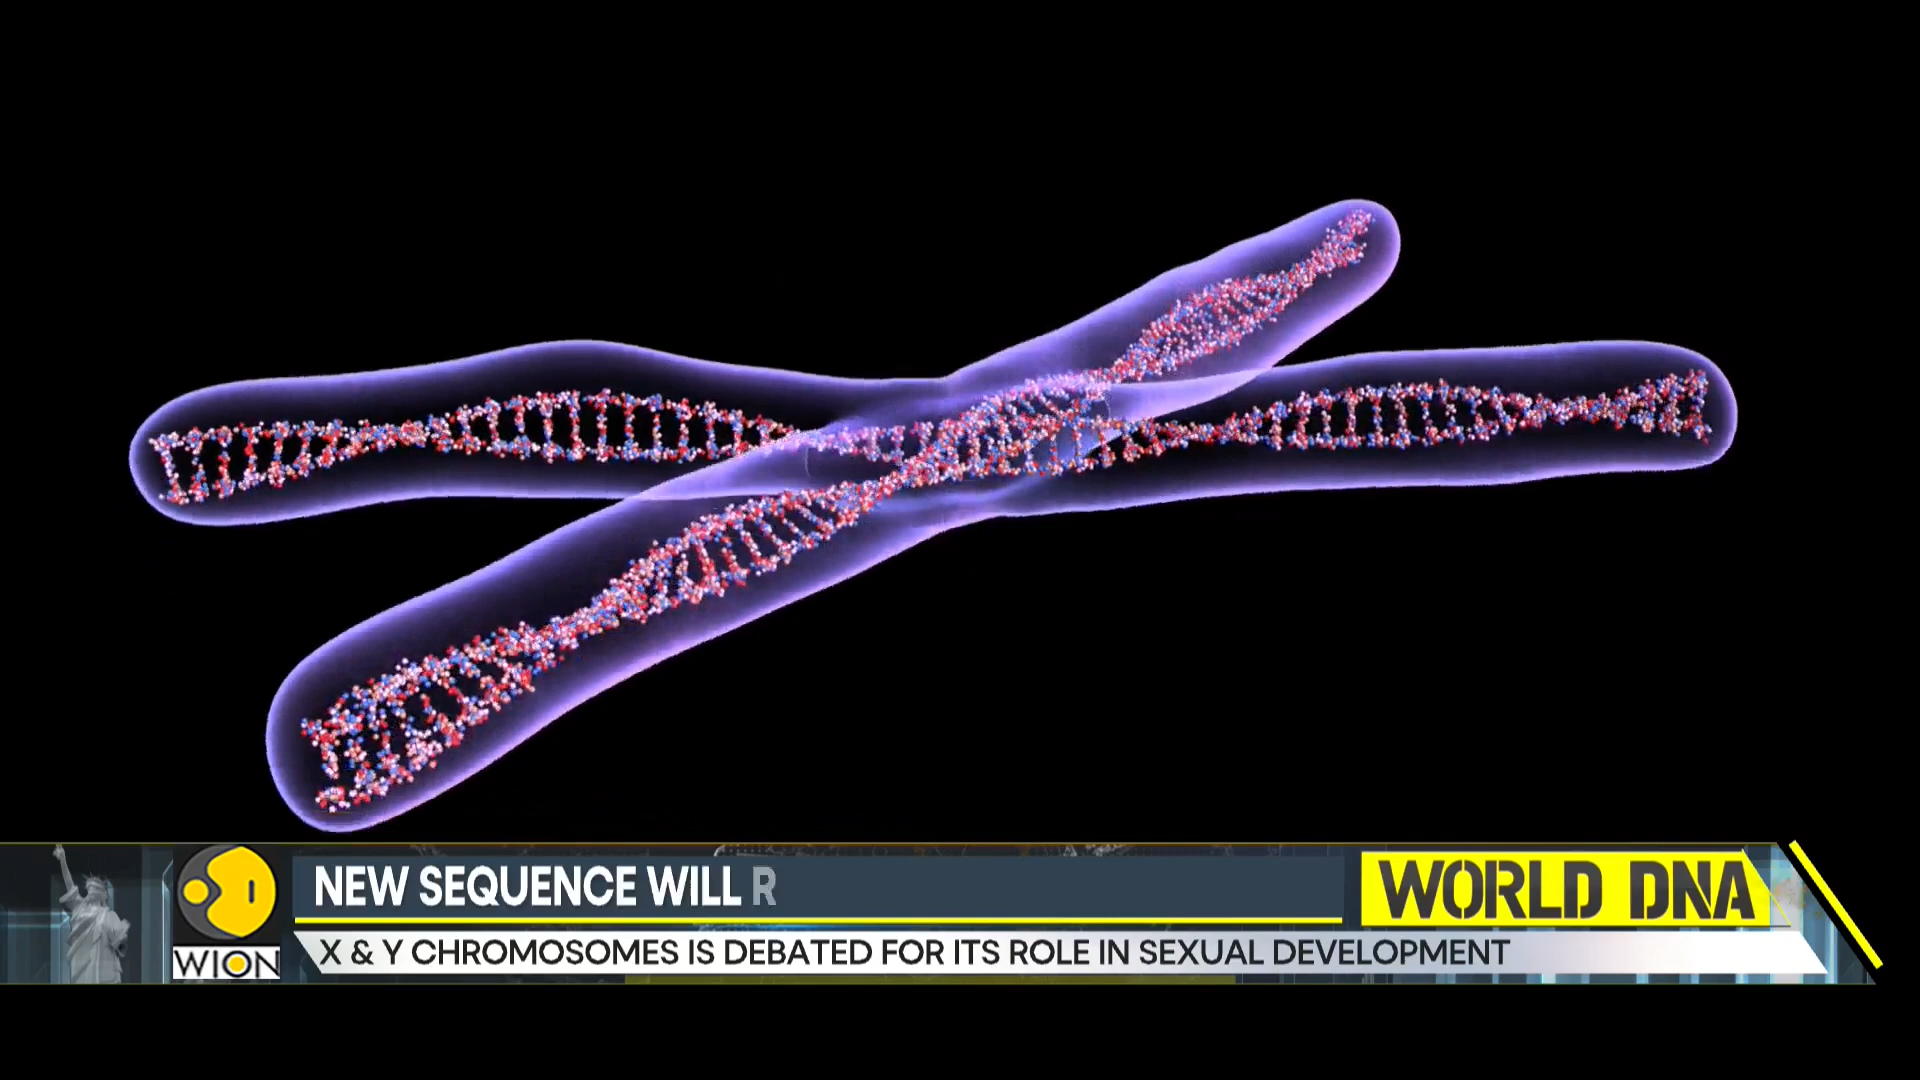 NEW SEQUENCE WILL R
WORLD DNA
X & Y CHROMOSOMES IS DEBATED FOR ITS ROLE IN SEXUAL DEVELOPMENT
WION